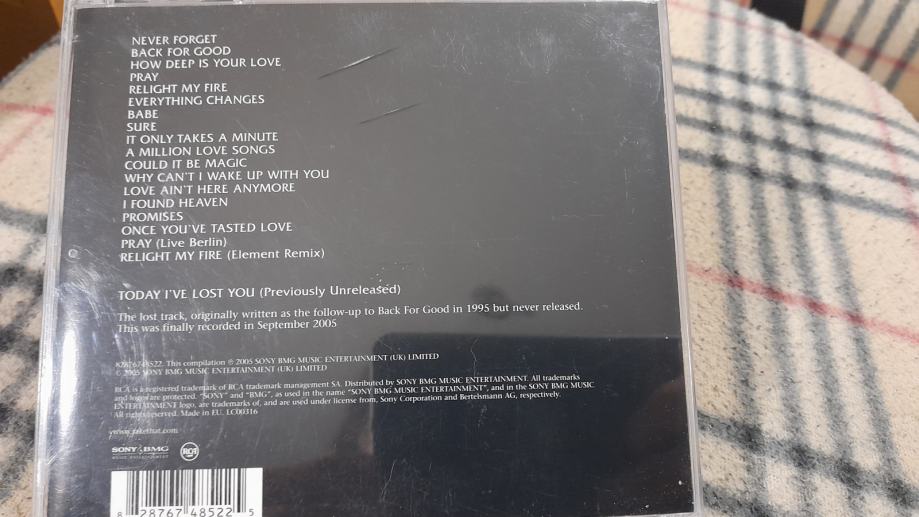 NEVER FORGET
BACK FOR GOOD
HOW DEEP IS YOUR LOVE
PRAY
RELIGHT MY FIRE
EVERYTHING CHANGES
BABE
SURE
IT ONLY TAKES A MINUTE
A MILLION LOVE SONGS
COULD IT BE MAGIC
WHY CAN'T I WAKE UP WITH YOU
LOVE AIN'T HERE ANYMORE
I FOUND HEAVEN
PROMISES
ONCE YOU'VE TASTED LOVE
PRAY (Live Berlin)
RELIGHT MY FIRE (Element Remix)
TODAY I'VE LOST YOU (Previously Unreleased)
The lost track, originally written as the follow-up to Back For Good in 1995 but never released.
This was finally recorded in September 2005
82876748522. This compilation ℗ 2005 SONY BMG MUSIC ENTERTAINMENT (UK) LIMITED
© 2005 SONY BMG MUSIC ENTERTAINMENT (UK) LIMITED
RCA is a registered trademark of RCA trademark management SA. Distributed by SONY BMG MUSIC ENTERTAINMENT. All trademarks
and logos are protected. "SONY" and "BMG", as used in the name "SONY BMG MUSIC ENTERTAINMENT", and in the SONY BMG MUSIC
ENTERTAINMENT logo, are trademarks of, and are used under license from, Sony Corporation and Bertelsmann AG, respectively.
All rights reserved. Made in EU. LC00316
www.takethat.com
SONY BMG
MUSIC ENTERTAINMENT
RCA
8 28767 48522 5